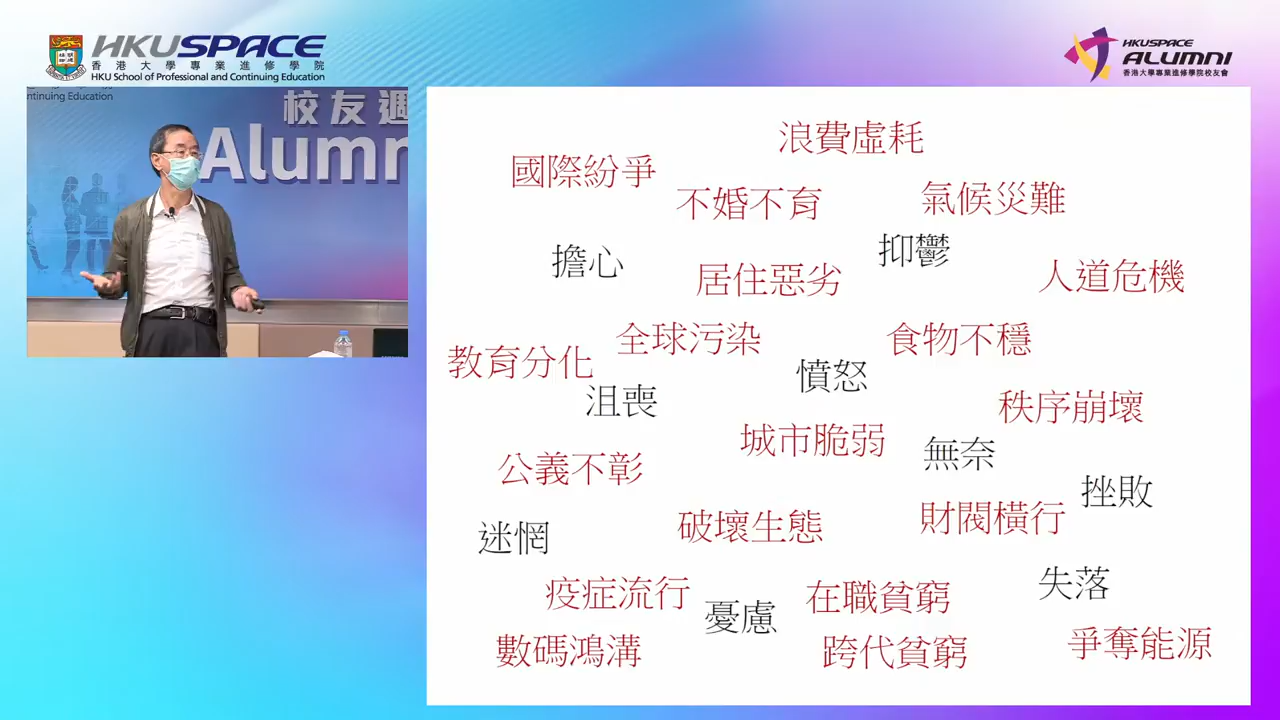 HKUSPACE
香港大學專業進修學院
HKU School of Professional and Continuing Education
HKUSPACE
ALUMNI
香港大學專業進修學院校友會
ntinuing Education
校友週
Alumn
浪費虛耗
國際紛爭
不婚不育
氣候災難
擔心
抑鬱
居住惡劣
人道危機
全球污染
食物不穩
教育分化
憤怒
沮喪
秩序崩壞
城市脆弱
無奈
公義不彰
挫敗
破壞生態
財閥橫行
迷惘
疫症流行
在職貧窮
失落
憂慮
數碼鴻溝
跨代貧窮
爭奪能源